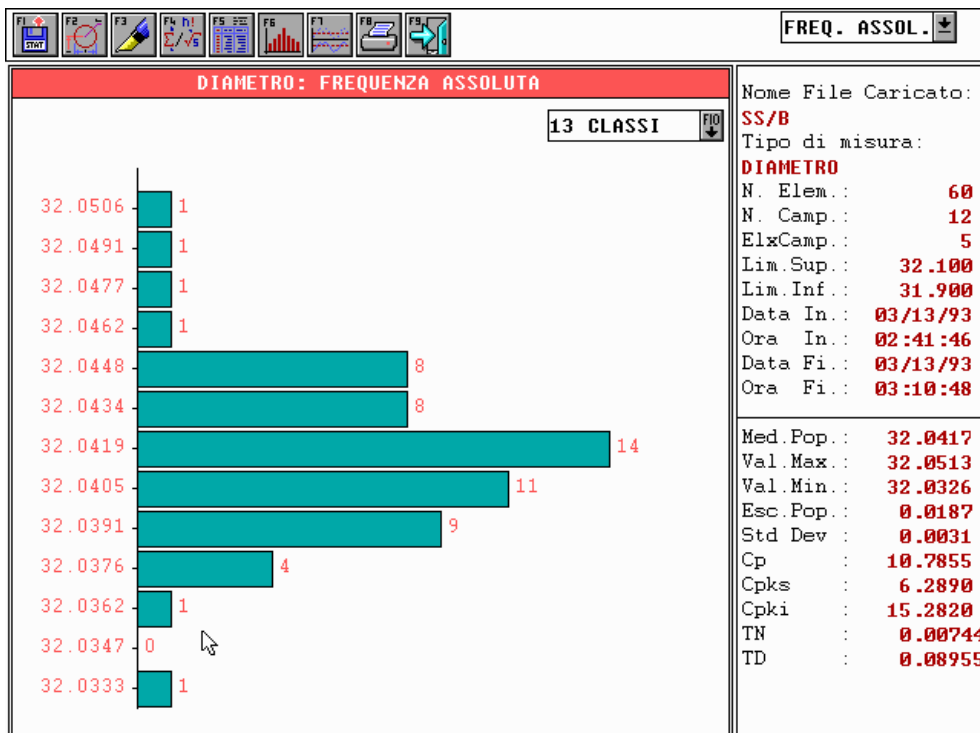 F1 F2 F3 F4 h! F5 F6 F7 F8 F9
STAT Σ/√s
FREQ. ASSOL.
DIAMETRO: FREQUENZA ASSOLUTA
13 CLASSI F10
32.0506 1
32.0491 1
32.0477 1
32.0462 1
32.0448 8
32.0434 8
32.0419 14
32.0405 11
32.0391 9
32.0376 4
32.0362 1
32.0347 0
32.0333 1
Nome File Caricato:
SS/B
Tipo di misura:
DIAMETRO
N. Elem.: 60
N. Camp.: 12
ElxCamp.: 5
Lim.Sup.: 32.100
Lim.Inf.: 31.900
Data In.: 03/13/93
Ora In.: 02:41:46
Data Fi.: 03/13/93
Ora Fi.: 03:10:48
Med.Pop.: 32.0417
Val.Max.: 32.0513
Val.Min.: 32.0326
Esc.Pop.: 0.0187
Std Dev : 0.0031
Cp : 10.7855
Cpks : 6.2890
Cpki : 15.2820
TN : 0.00744
TD : 0.08955